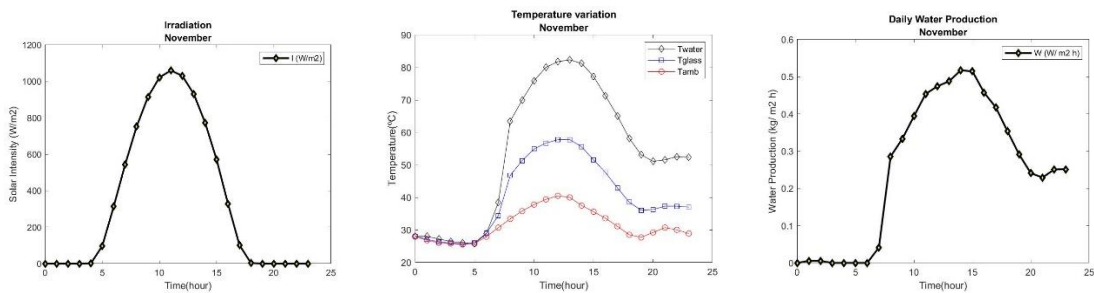 Irradiation
November
I (W/m2)
Solar Intensity (W/m2)
1200
1000
800
600
400
200
0
0 5 10 15 20 25
Time(hour)
Temperature variation
November
Twater
Tglass
Tamb
Temperature(ºC)
90
80
70
60
50
40
30
20
0 5 10 15 20 25
Time(hour)
Daily Water Production
November
W (W/ m2 h)
Water Production (kg/ m2 h)
0.6
0.5
0.4
0.3
0.2
0.1
0
0 5 10 15 20 25
Time(hour)